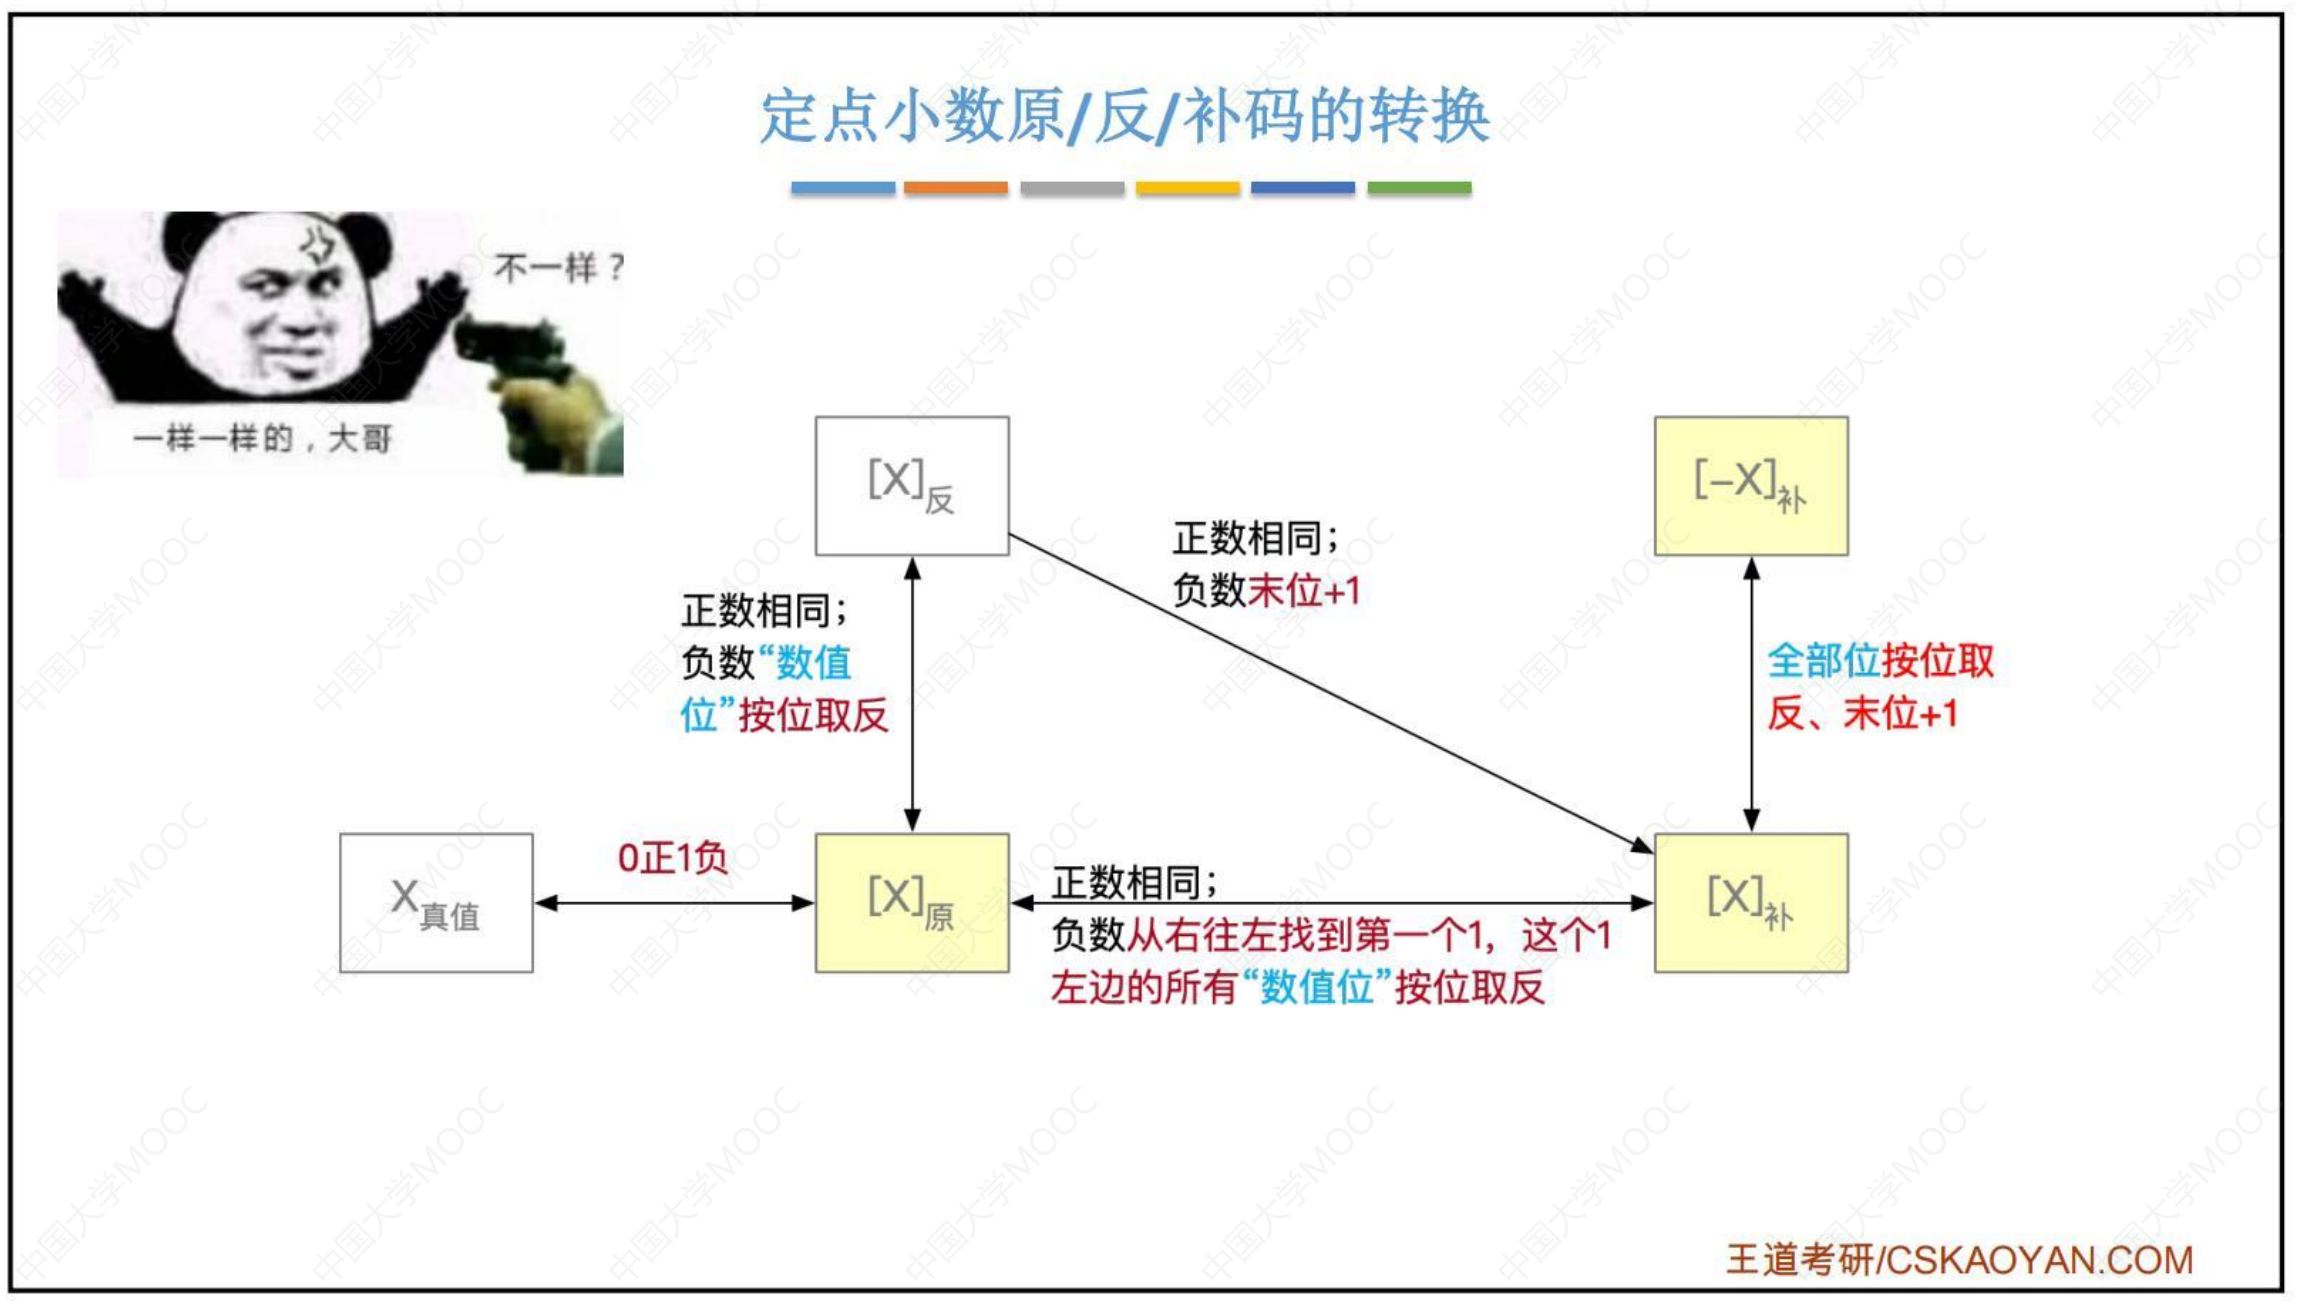 定点小数原/反/补码的转换
不一样？
一样一样的，大哥
[X]反
[-X]补
正数相同；
负数末位+1
正数相同；
负数“数值
位”按位取反
全部位按位取
反、末位+1
X真值
0正1负
[X]原
正数相同；
负数从右往左找到第一个1，这个1
左边的所有“数值位”按位取反
[X]补
王道考研/CSKAOYAN.COM
中国大学MOOC